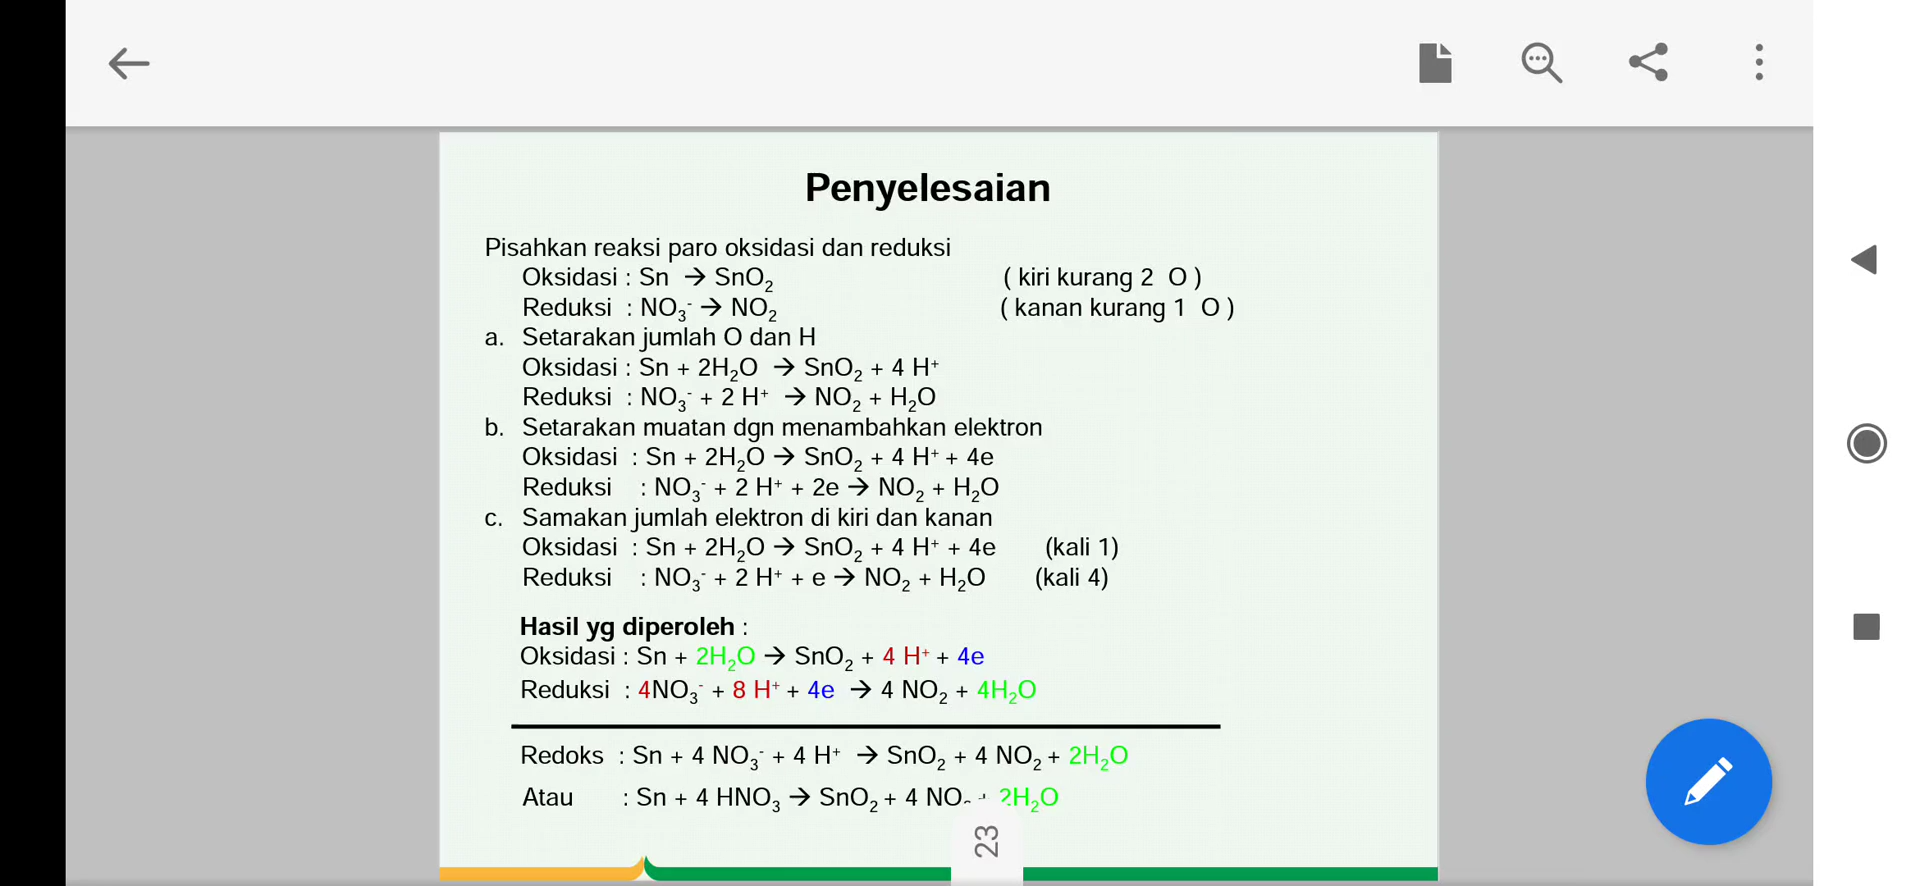 Penyelesaian
Pisahkan reaksi paro oksidasi dan reduksi
Oksidasi : Sn → SnO₂ ( kiri kurang 2 O )
Reduksi : NO₃⁻ → NO₂ ( kanan kurang 1 O )
a. Setarakan jumlah O dan H
Oksidasi : Sn + 2H₂O → SnO₂ + 4 H⁺
Reduksi : NO₃⁻ + 2 H⁺ → NO₂ + H₂O
b. Setarakan muatan dgn menambahkan elektron
Oksidasi : Sn + 2H₂O → SnO₂ + 4 H⁺ + 4e
Reduksi : NO₃⁻ + 2 H⁺ + 2e → NO₂ + H₂O
c. Samakan jumlah elektron di kiri dan kanan
Oksidasi : Sn + 2H₂O → SnO₂ + 4 H⁺ + 4e (kali 1)
Reduksi : NO₃⁻ + 2 H⁺ + e → NO₂ + H₂O (kali 4)
Hasil yg diperoleh :
Oksidasi : Sn + 2H₂O → SnO₂ + 4 H⁺ + 4e
Reduksi : 4NO₃⁻ + 8 H⁺ + 4e → 4 NO₂ + 4H₂O
Redoks : Sn + 4 NO₃⁻ + 4 H⁺ → SnO₂ + 4 NO₂ + 2H₂O
Atau : Sn + 4 HNO₃ → SnO₂ + 4 NO₂ + 2H₂O
23